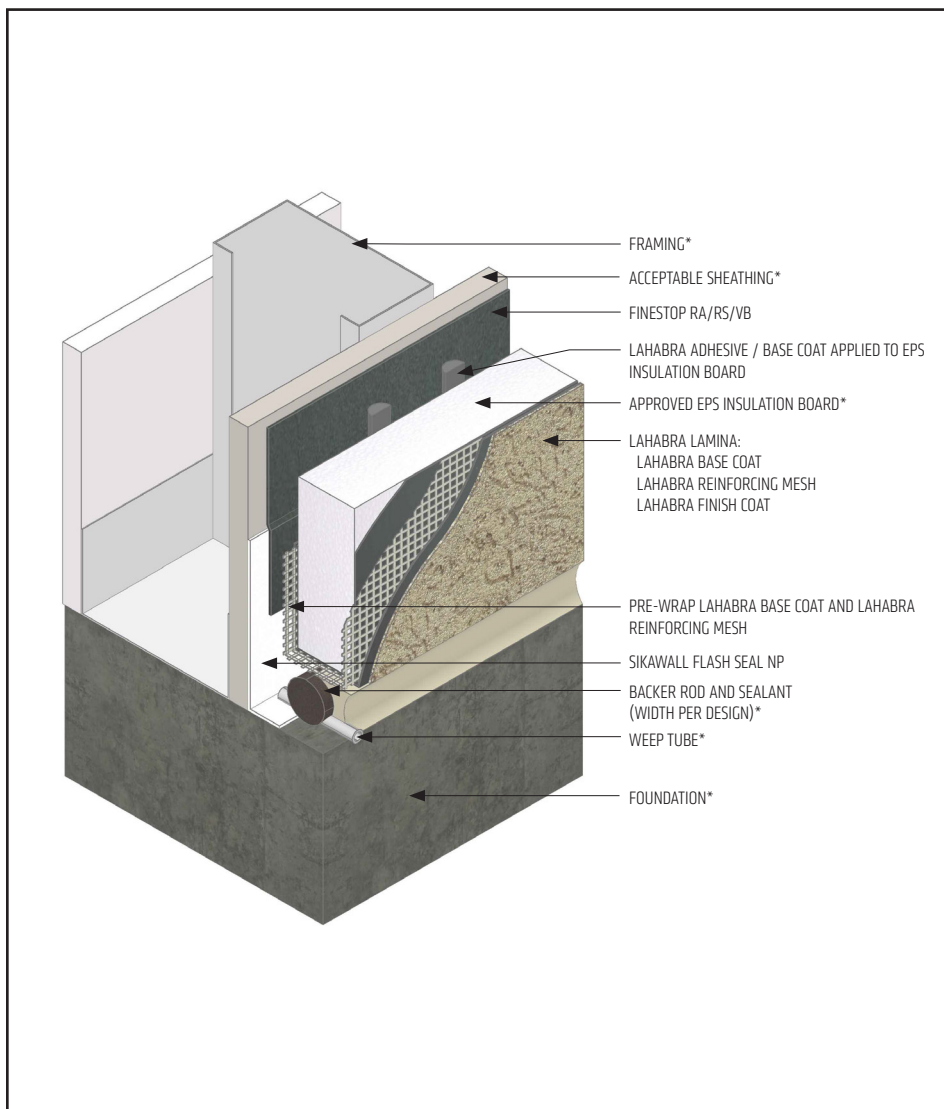 FRAMING*
ACCEPTABLE SHEATHING*
FINESTOP RA/RS/VB
LAHABRA ADHESIVE / BASE COAT APPLIED TO EPS
INSULATION BOARD
APPROVED EPS INSULATION BOARD*
LAHABRA LAMINA:
LAHABRA BASE COAT
LAHABRA REINFORCING MESH
LAHABRA FINISH COAT
PRE-WRAP LAHABRA BASE COAT AND LAHABRA
REINFORCING MESH
SIKAWALL FLASH SEAL NP
BACKER ROD AND SEALANT
(WIDTH PER DESIGN)*
WEEP TUBE*
FOUNDATION*